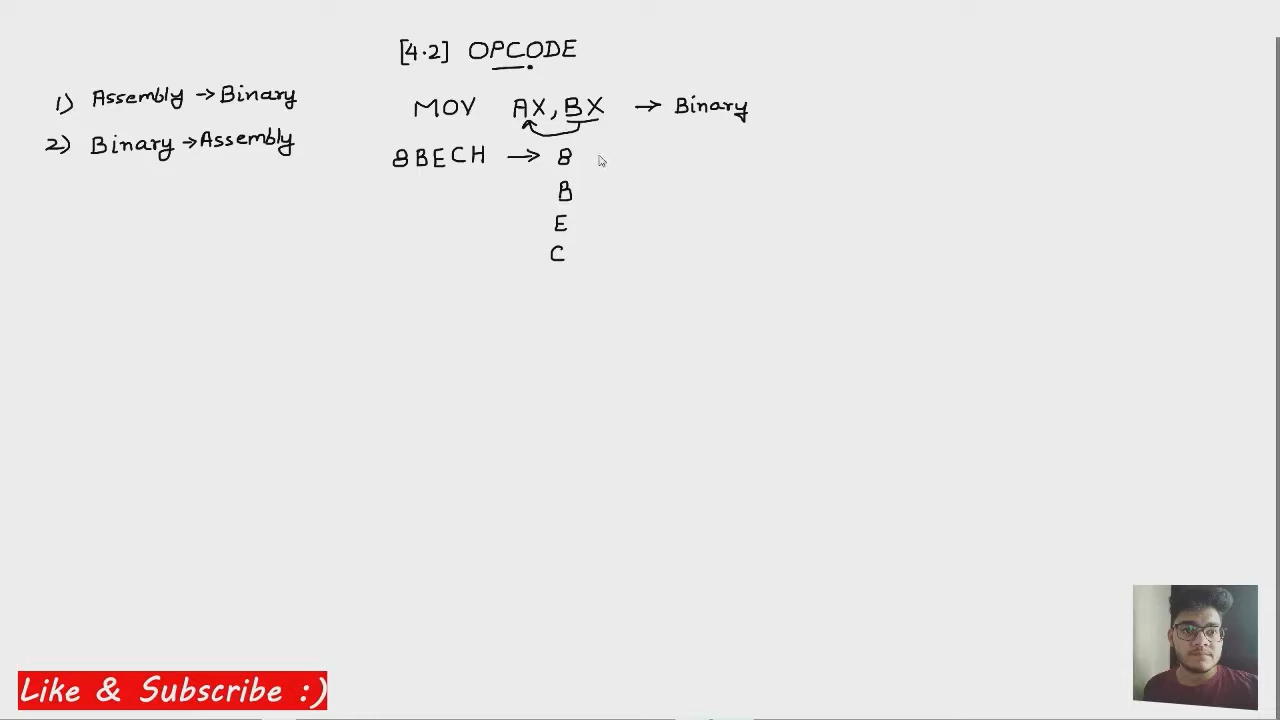 [4.2] OPCODE
1) Assembly → Binary
2) Binary → Assembly
MOV AX, BX → Binary
8BECH → 8
B
E
C
Like & Subscribe :)